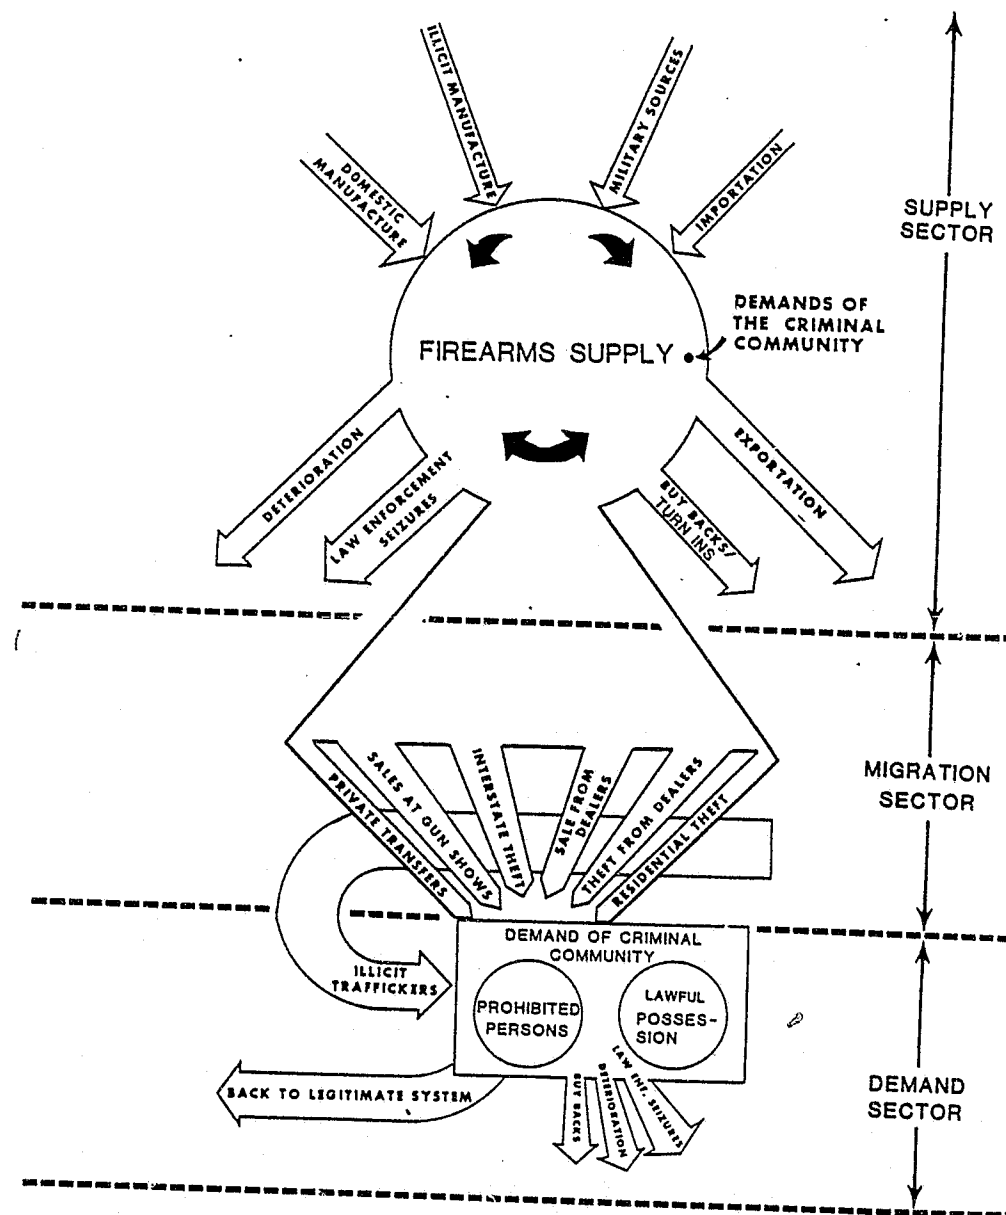 ILLICIT MANUFACTURE
MILITARY SOURCES
DOMESTIC
MANUFACTURE
IMPORTATION
SUPPLY
SECTOR
DEMANDS OF
THE CRIMINAL
COMMUNITY
FIREARMS SUPPLY
DETERIORATION
LAW ENFORCEMENT
SEIZURES
BUY BACKS/
TURN INS
EXPORTATION
MIGRATION
SECTOR
PRIVATE TRANSFERS
SALES AT GUN SHOWS
INTERSTATE THEFT
SALE FROM
DEALERS
THEFT FROM DEALERS
RESIDENTIAL THEFT
DEMAND OF CRIMINAL
COMMUNITY
ILLICIT
TRAFFICKERS
PROHIBITED
PERSONS
LAWFUL
POSSES-
SION
BACK TO LEGITIMATE SYSTEM
BUY BACKS
DETERIORATION
LAW ENF. SEIZURES
DEMAND
SECTOR